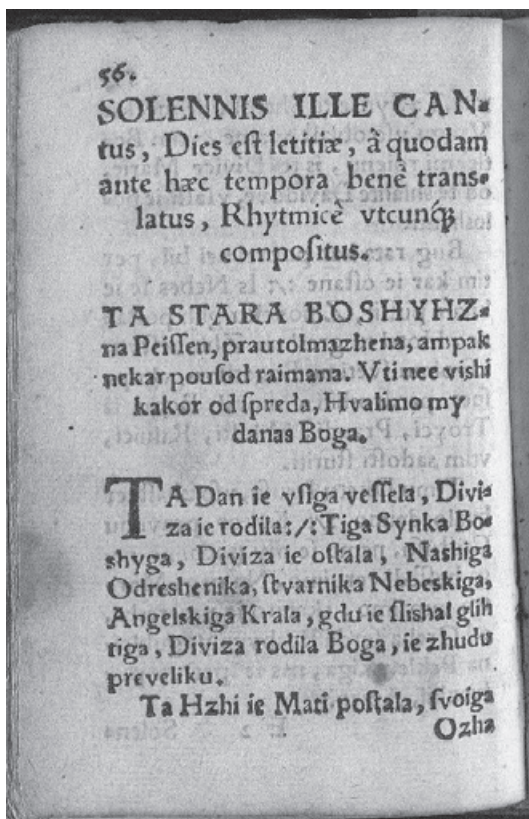 56.
SOLENNIS ILLE CAN-
tus, Dies eſt letitiæ, â quodam
ante hæc tempora benè trans-
latus, Rhytmicè vtcunq́;
compoſitus.
TA STARA BOSHYHZ-
na Peiſſen, prautolmazhena, ampak
nekar pouſod raimana. Vti nee vishi
kakòr od ſpreda, Hvalimo my
danas Boga.
TA Dan ie vſiga veſſela, Divi-
za ie rodila:/:Tiga Synka Bo-
shyga, Diviza ie oſtala, Nashiga
Odreshenika, ſtvarnika Nebeskiga,
Angelskiga Krala, gdu ie ſlishal glih
tiga, Diviza rodila Boga, ie zhudu
preveliku.
Ta Hzhi ie Mati poſtala, ſvoiga
Ozha